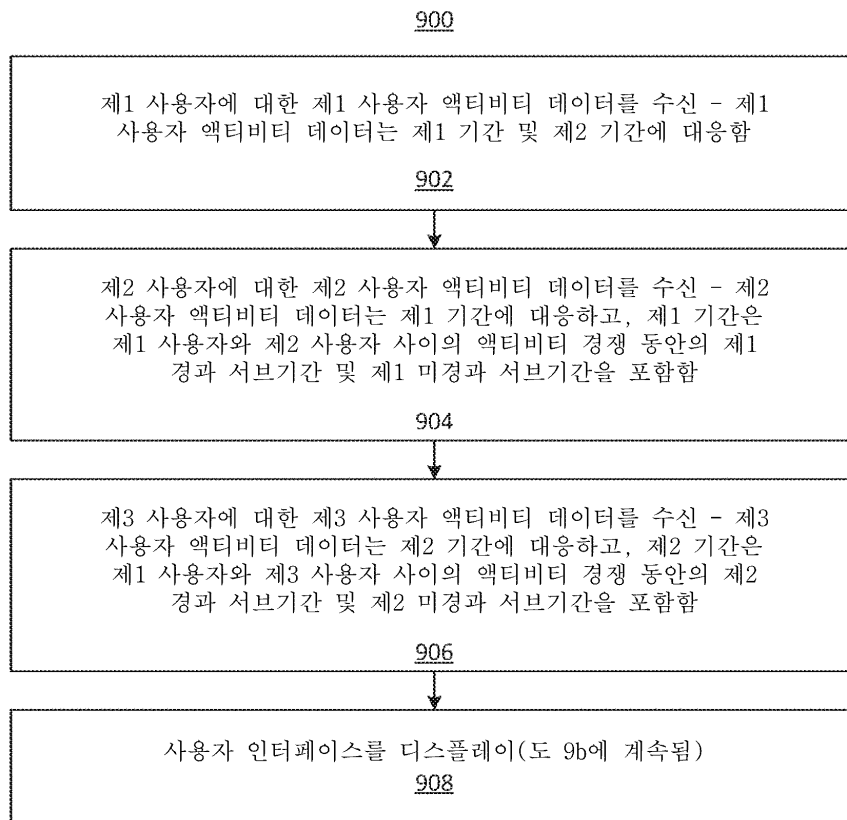 900
제1 사용자에 대한 제1 사용자 액티비티 데이터를 수신 - 제1
사용자 액티비티 데이터는 제1 기간 및 제2 기간에 대응함
902
제2 사용자에 대한 제2 사용자 액티비티 데이터를 수신 - 제2
사용자 액티비티 데이터는 제1 기간에 대응하고, 제1 기간은
제1 사용자와 제2 사용자 사이의 액티비티 경쟁 동안의 제1
경과 서브기간 및 제1 미경과 서브기간을 포함함
904
제3 사용자에 대한 제3 사용자 액티비티 데이터를 수신 - 제3
사용자 액티비티 데이터는 제2 기간에 대응하고, 제2 기간은
제1 사용자와 제3 사용자 사이의 액티비티 경쟁 동안의 제2
경과 서브기간 및 제2 미경과 서브기간을 포함함
906
사용자 인터페이스를 디스플레이(도 9b에 계속됨)
908